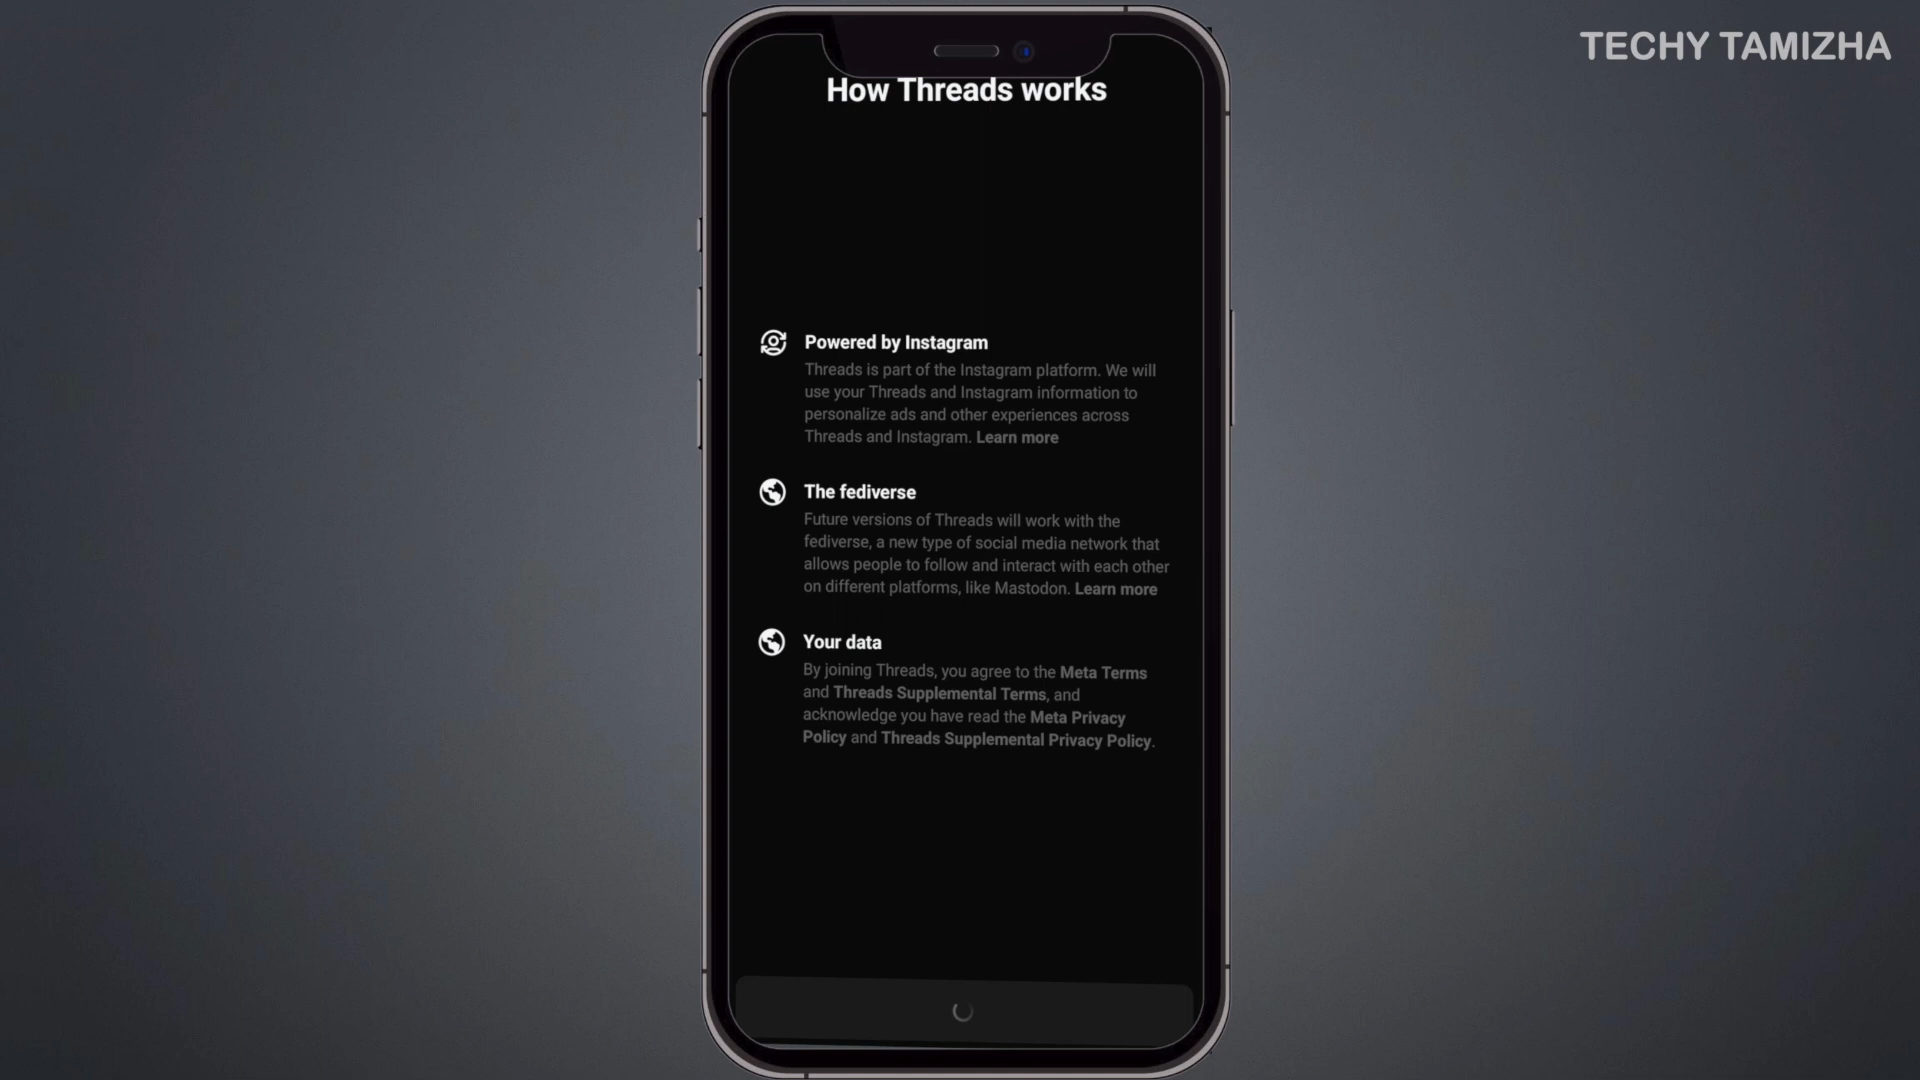 TECHY TAMIZHA
How Threads works
Powered by Instagram
Threads is part of the Instagram platform. We will
use your Threads and Instagram information to
personalize ads and other experiences across
Threads and Instagram. Learn more
The fediverse
Future versions of Threads will work with the
fediverse, a new type of social media network that
allows people to follow and interact with each other
on different platforms, like Mastodon. Learn more
Your data
By joining Threads, you agree to the Meta Terms
and Threads Supplemental Terms, and
acknowledge you have read the Meta Privacy
Policy and Threads Supplemental Privacy Policy.